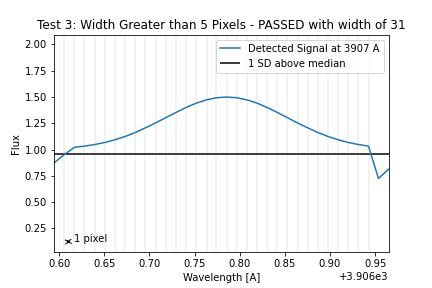 Test 3: Width Greater than 5 Pixels - PASSED with width of 31
Detected Signal at 3907 A
1 SD above median
2.00
1.75
1.50
1.25
1.00
0.75
0.50
0.25
Flux
1 pixel
0.60 0.65 0.70 0.75 0.80 0.85 0.90 0.95
Wavelength [A]
+3.906e3